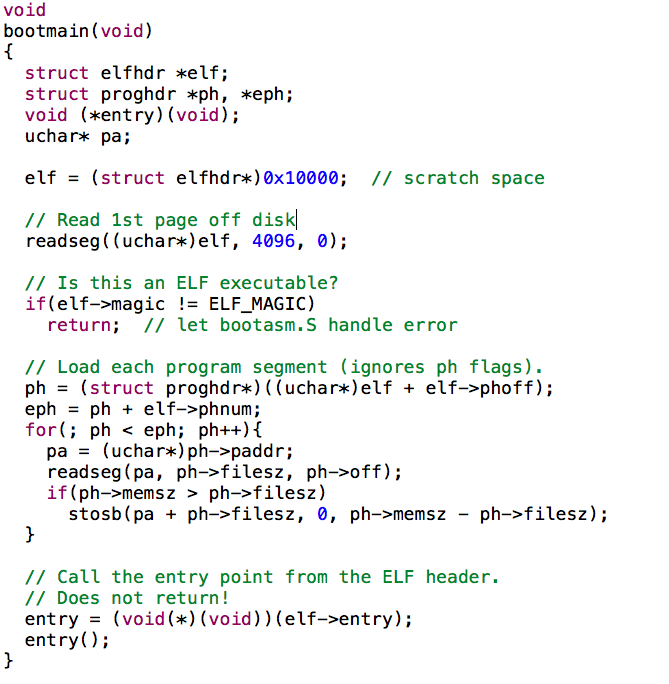 void
bootmain(void)
{
  struct elfhdr *elf;
  struct proghdr *ph, *eph;
  void (*entry)(void);
  uchar* pa;

  elf = (struct elfhdr*)0x10000;  // scratch space

  // Read 1st page off disk
  readseg((uchar*)elf, 4096, 0);

  // Is this an ELF executable?
  if(elf->magic != ELF_MAGIC)
    return;  // let bootasm.S handle error

  // Load each program segment (ignores ph flags).
  ph = (struct proghdr*)((uchar*)elf + elf->phoff);
  eph = ph + elf->phnum;
  for(; ph < eph; ph++){
    pa = (uchar*)ph->paddr;
    readseg(pa, ph->filesz, ph->off);
    if(ph->memsz > ph->filesz)
      stosb(pa + ph->filesz, 0, ph->memsz - ph->filesz);
  }

  // Call the entry point from the ELF header.
  // Does not return!
  entry = (void(*)(void))(elf->entry);
  entry();
}